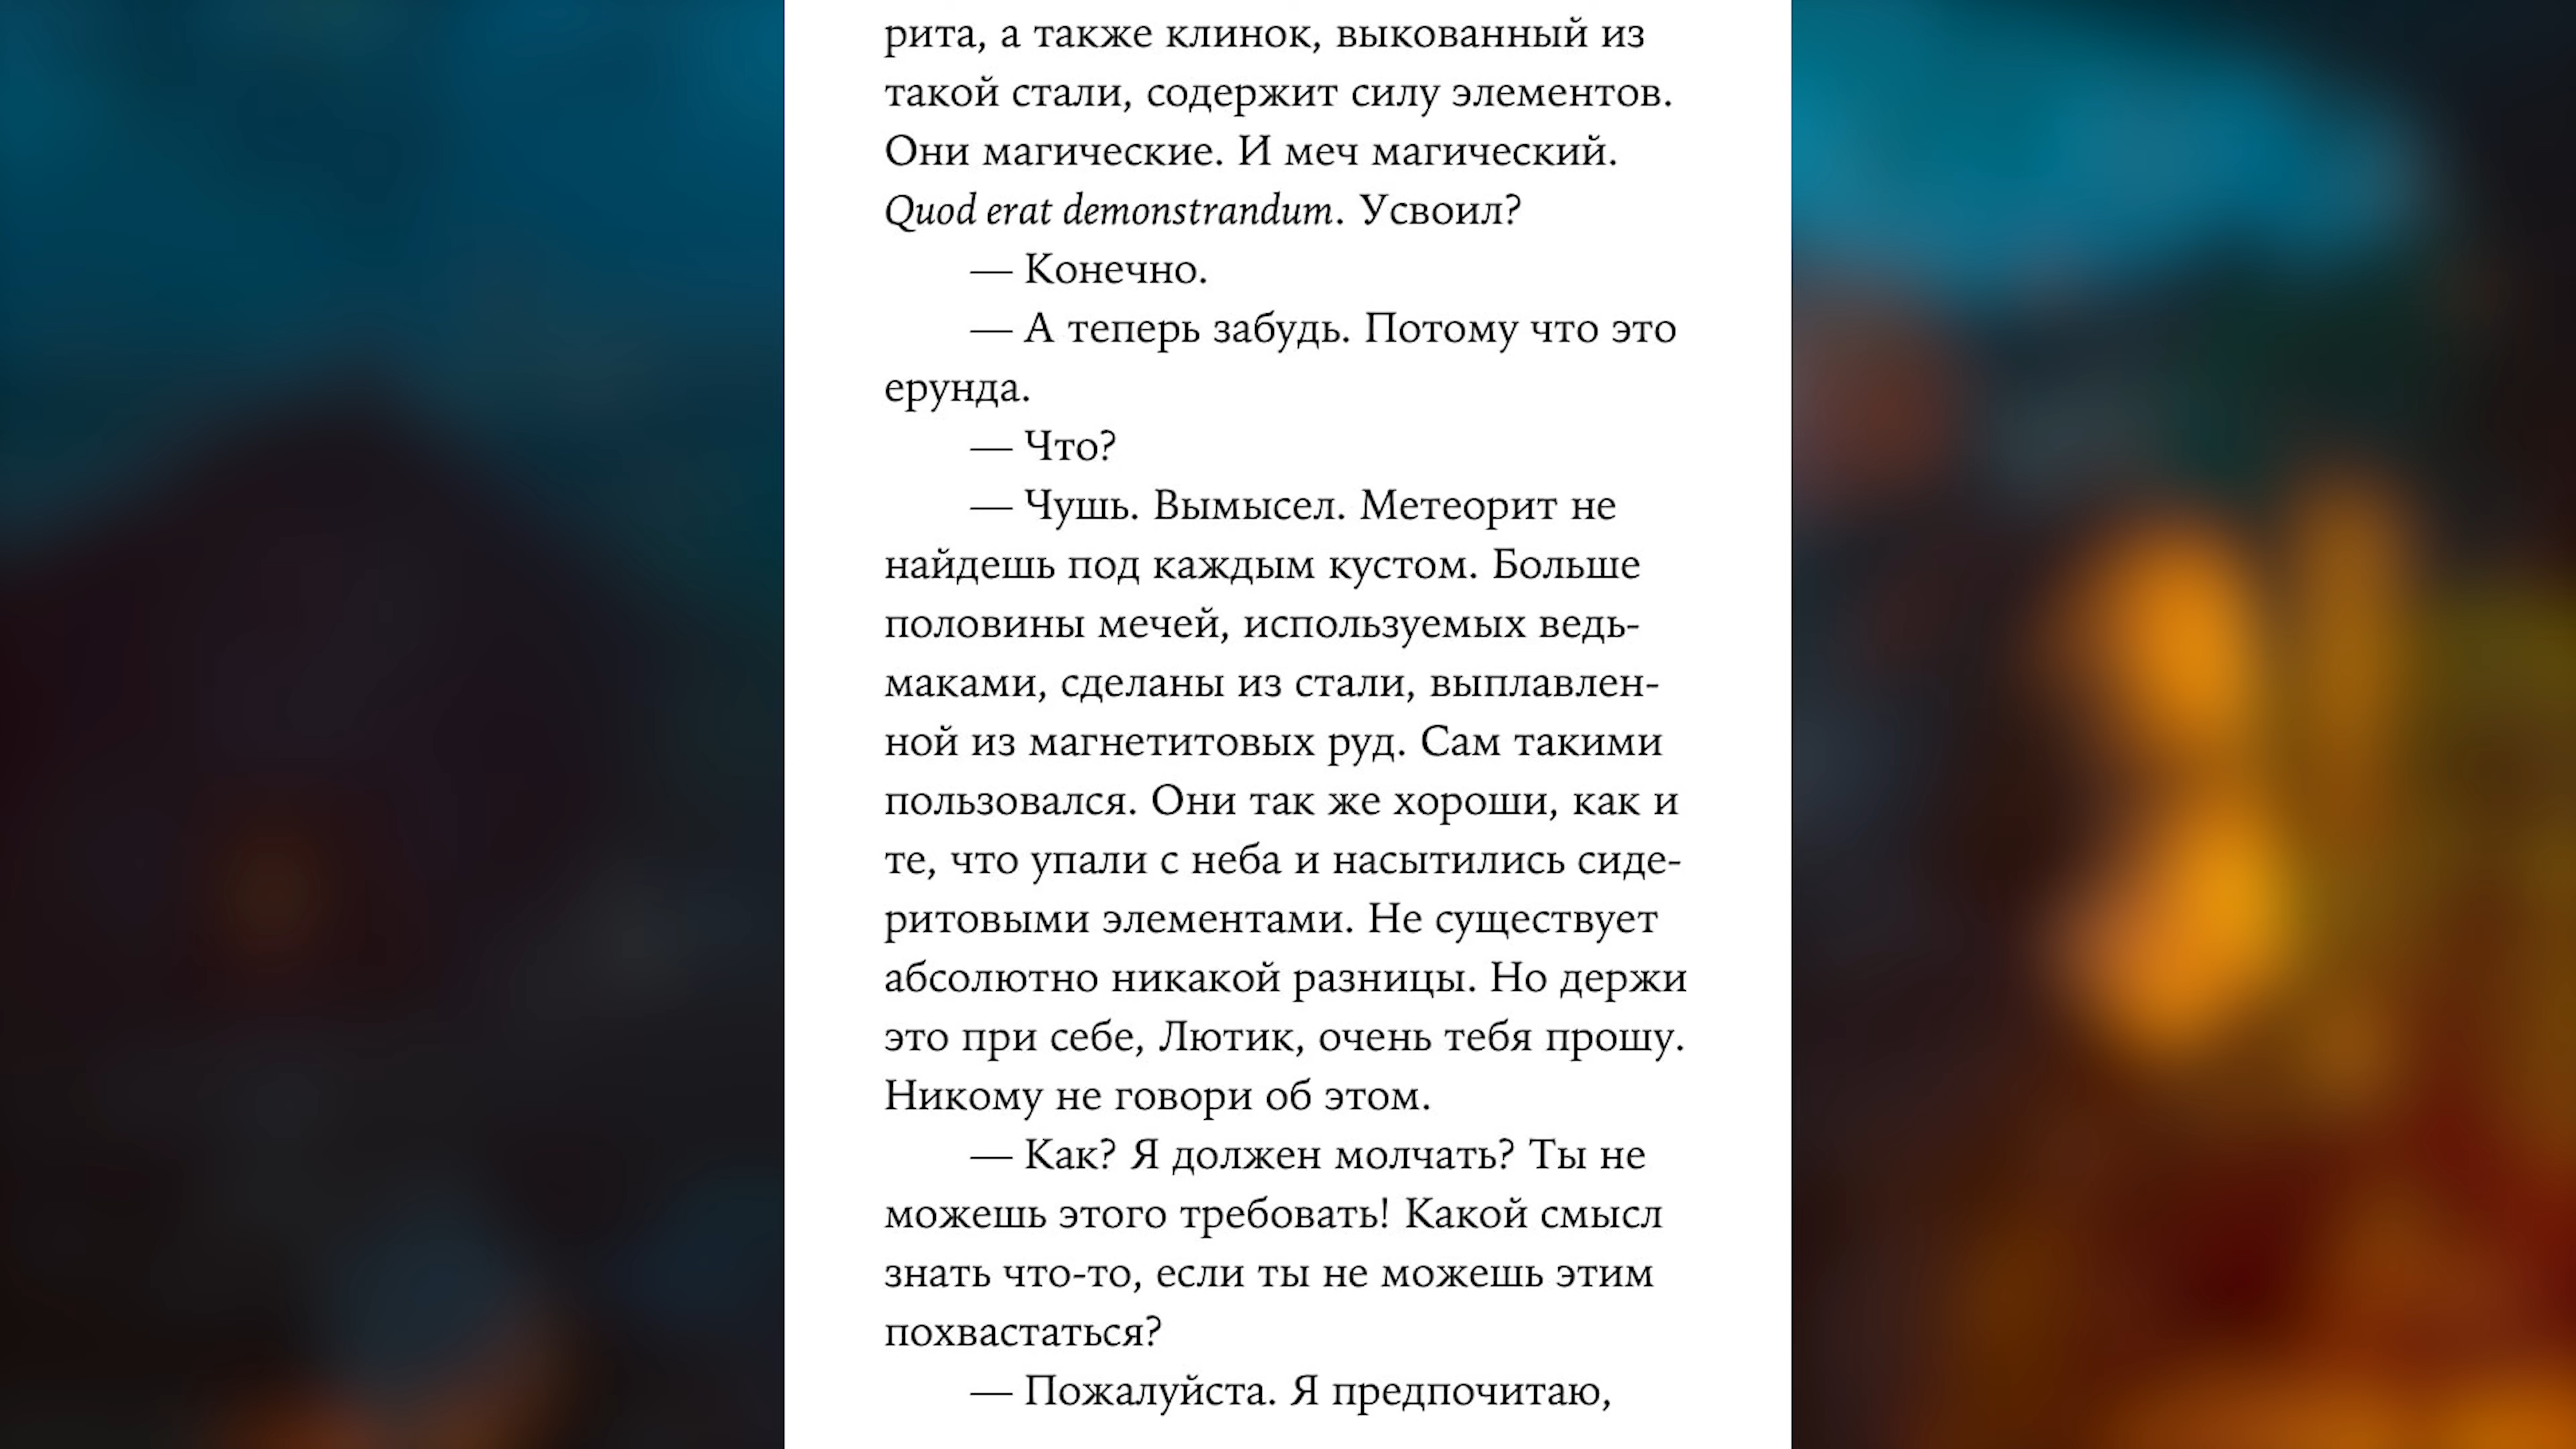 рита, а также клинок, выкованный из
такой стали, содержит силу элементов.
Они магические. И меч магический.
Quod erat demonstrandum. Усвоил?
— Конечно.
— А теперь забудь. Потому что это
ерунда.
— Что?
— Чушь. Вымысел. Метеорит не
найдешь под каждым кустом. Больше
половины мечей, используемых ведь-
маками, сделаны из стали, выплавлен-
ной из магнетитовых руд. Сам такими
пользовался. Они так же хороши, как и
те, что упали с неба и насытились сиде-
ритовыми элементами. Не существует
абсолютно никакой разницы. Но держи
это при себе, Лютик, очень тебя прошу.
Никому не говори об этом.
— Как? Я должен молчать? Ты не
можешь этого требовать! Какой смысл
знать что-то, если ты не можешь этим
похвастаться?
— Пожалуйста. Я предпочитаю,